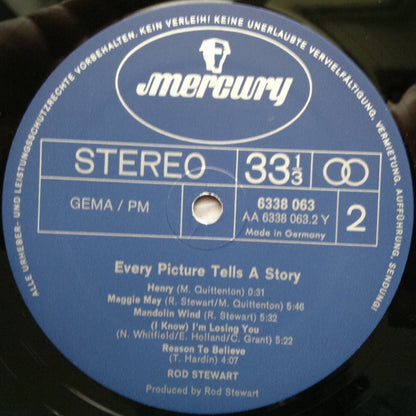 ALLE URHEBER- UND LEISTUNGSSCHUTZRECHTE VORBEHALTEN. KEIN VERLEIH! KEINE UNERLAUBTE VERVIELFÄLTIGUNG, VERMIETUNG, AUFFÜHRUNG, SENDUNG!
mercury
STEREO 33 1/3
GEMA / PM
6338 063
AA 6338 063.2 Y
Made in Germany
2
Every Picture Tells A Story
Henry (M. Quittenton) 0:31
Maggie May (R. Stewart/M. Quittenton) 5:46
Mandolin Wind (R. Stewart) 5:32
(I Know) I'm Losing You
(N. Whitfield/E. Holland/C. Grant) 5:22
Reason To Believe
(T. Hardin) 4:07
ROD STEWART
Produced by Rod Stewart